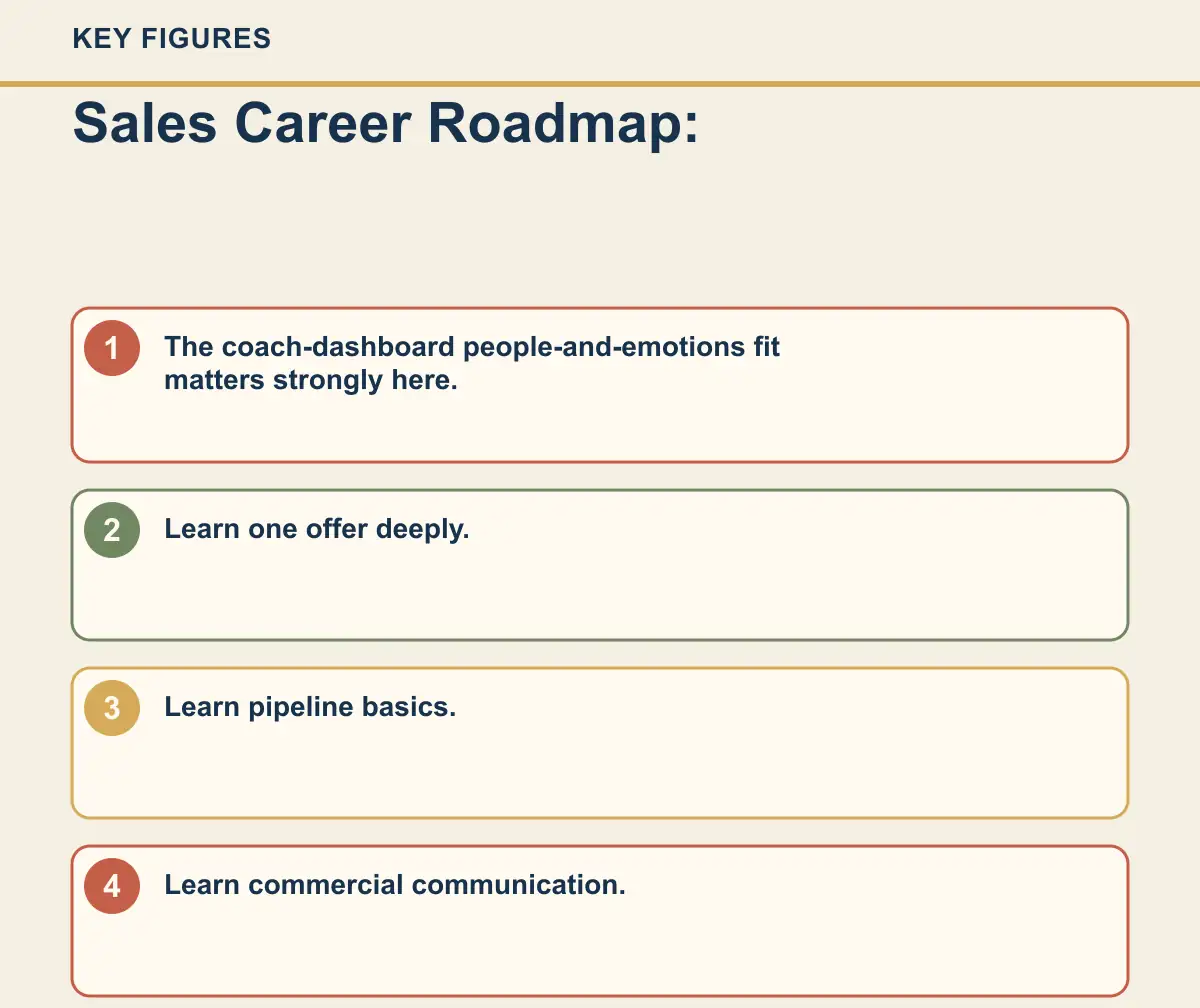 KEY FIGURES
Sales Career Roadmap:
1
The coach-dashboard people-and-emotions fit
matters strongly here.
2
Learn one offer deeply.
3
Learn pipeline basics.
4
Learn commercial communication.